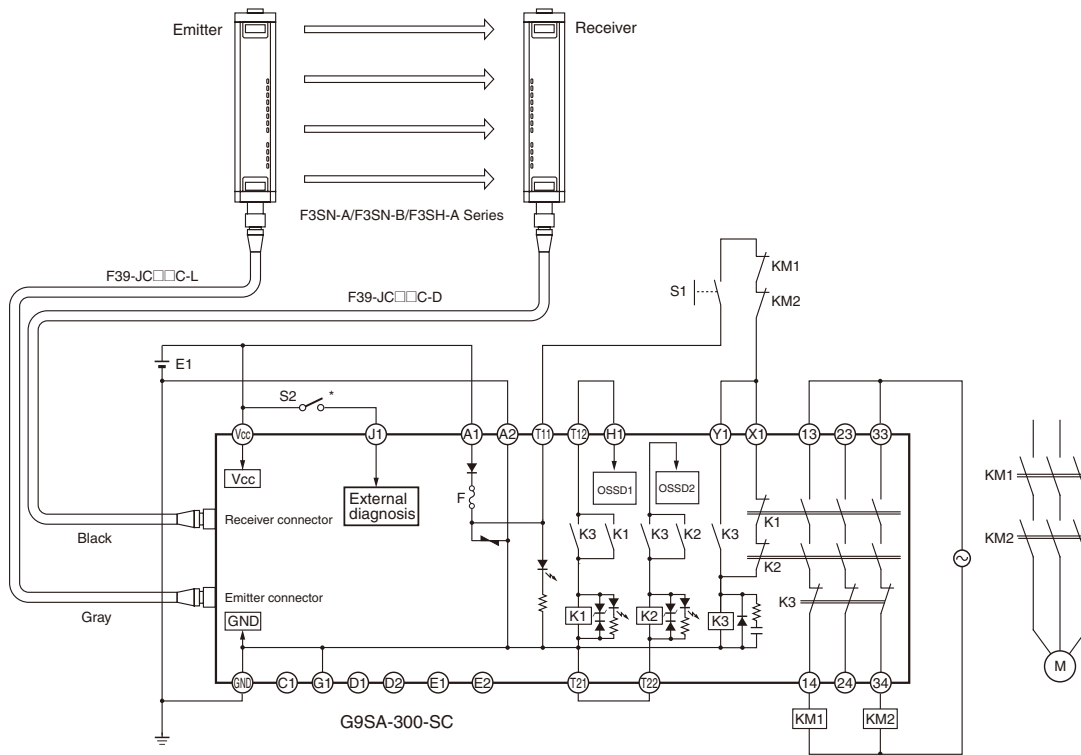 Emitter
Receiver
F3SN-A/F3SN-B/F3SH-A Series
F39-JC□□C-L
F39-JC□□C-D
S1
KM1
KM2
E1
S2
*
Vcc
J1
A1
A2
T11
T12
H1
Y1
X1
13
23
33
Vcc
External
diagnosis
F
OSSD1
OSSD2
KM1
Receiver connector
K3
K1
K3
K2
K3
K1
K2
KM2
Black
Emitter connector
K3
Gray
GND
K1
K2
K3
M
GND
C1
G1
D1
D2
E1
E2
T21
T22
14
24
34
G9SA-300-SC
KM1
KM2